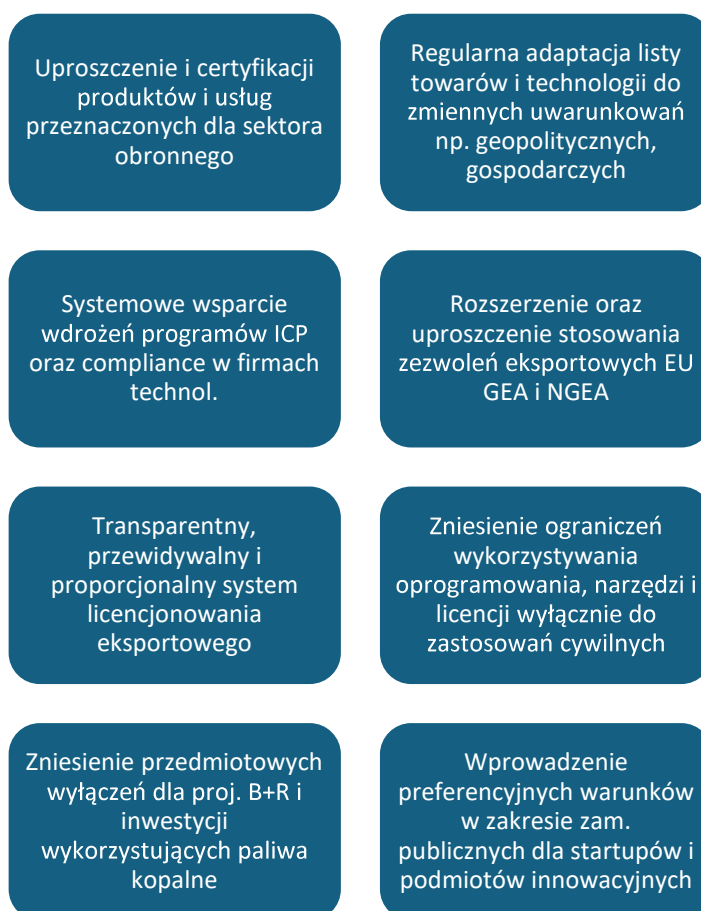 Uproszczenie i certyfikacji
produktów i usług
przeznaczonych dla sektora
obronnego
Regularna adaptacja listy
towarów i technologii do
zmiennych uwarunkowań
np. geopolitycznych,
gospodarczych
Systemowe wsparcie
wdrożeń programów ICP
oraz compliance w firmach
technol.
Rozszerzenie oraz
uproszczenie stosowania
zezwoleń eksportowych EU
GEA i NGEA
Transparentny,
przewidywalny i
proporcjonalny system
licencjonowania
eksportowego
Zniesienie ograniczeń
wykorzystywania
oprogramowania, narzędzi i
licencji wyłącznie do
zastosowań cywilnych
Zniesienie przedmiotowych
wyłączeń dla proj. B+R i
inwestycji
wykorzystujących paliwa
kopalne
Wprowadzenie
preferencyjnych warunków
w zakresie zam.
publicznych dla startupów i
podmiotów innowacyjnych